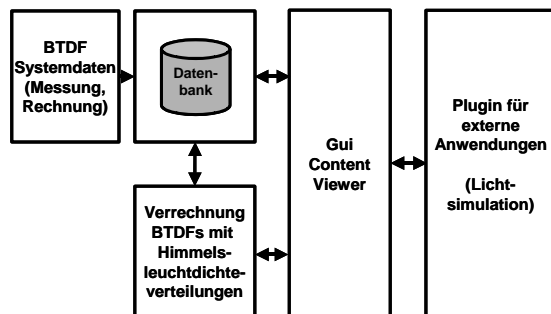 BTDF
Systemdaten
(Messung,
Rechnung)
Daten-
bank
Verrechnung
BTDFs mit
Himmels-
leuchtdichte-
verteilungen
Gui
Content
Viewer
Plugin für
externe
Anwendungen
(Licht-
simulation)